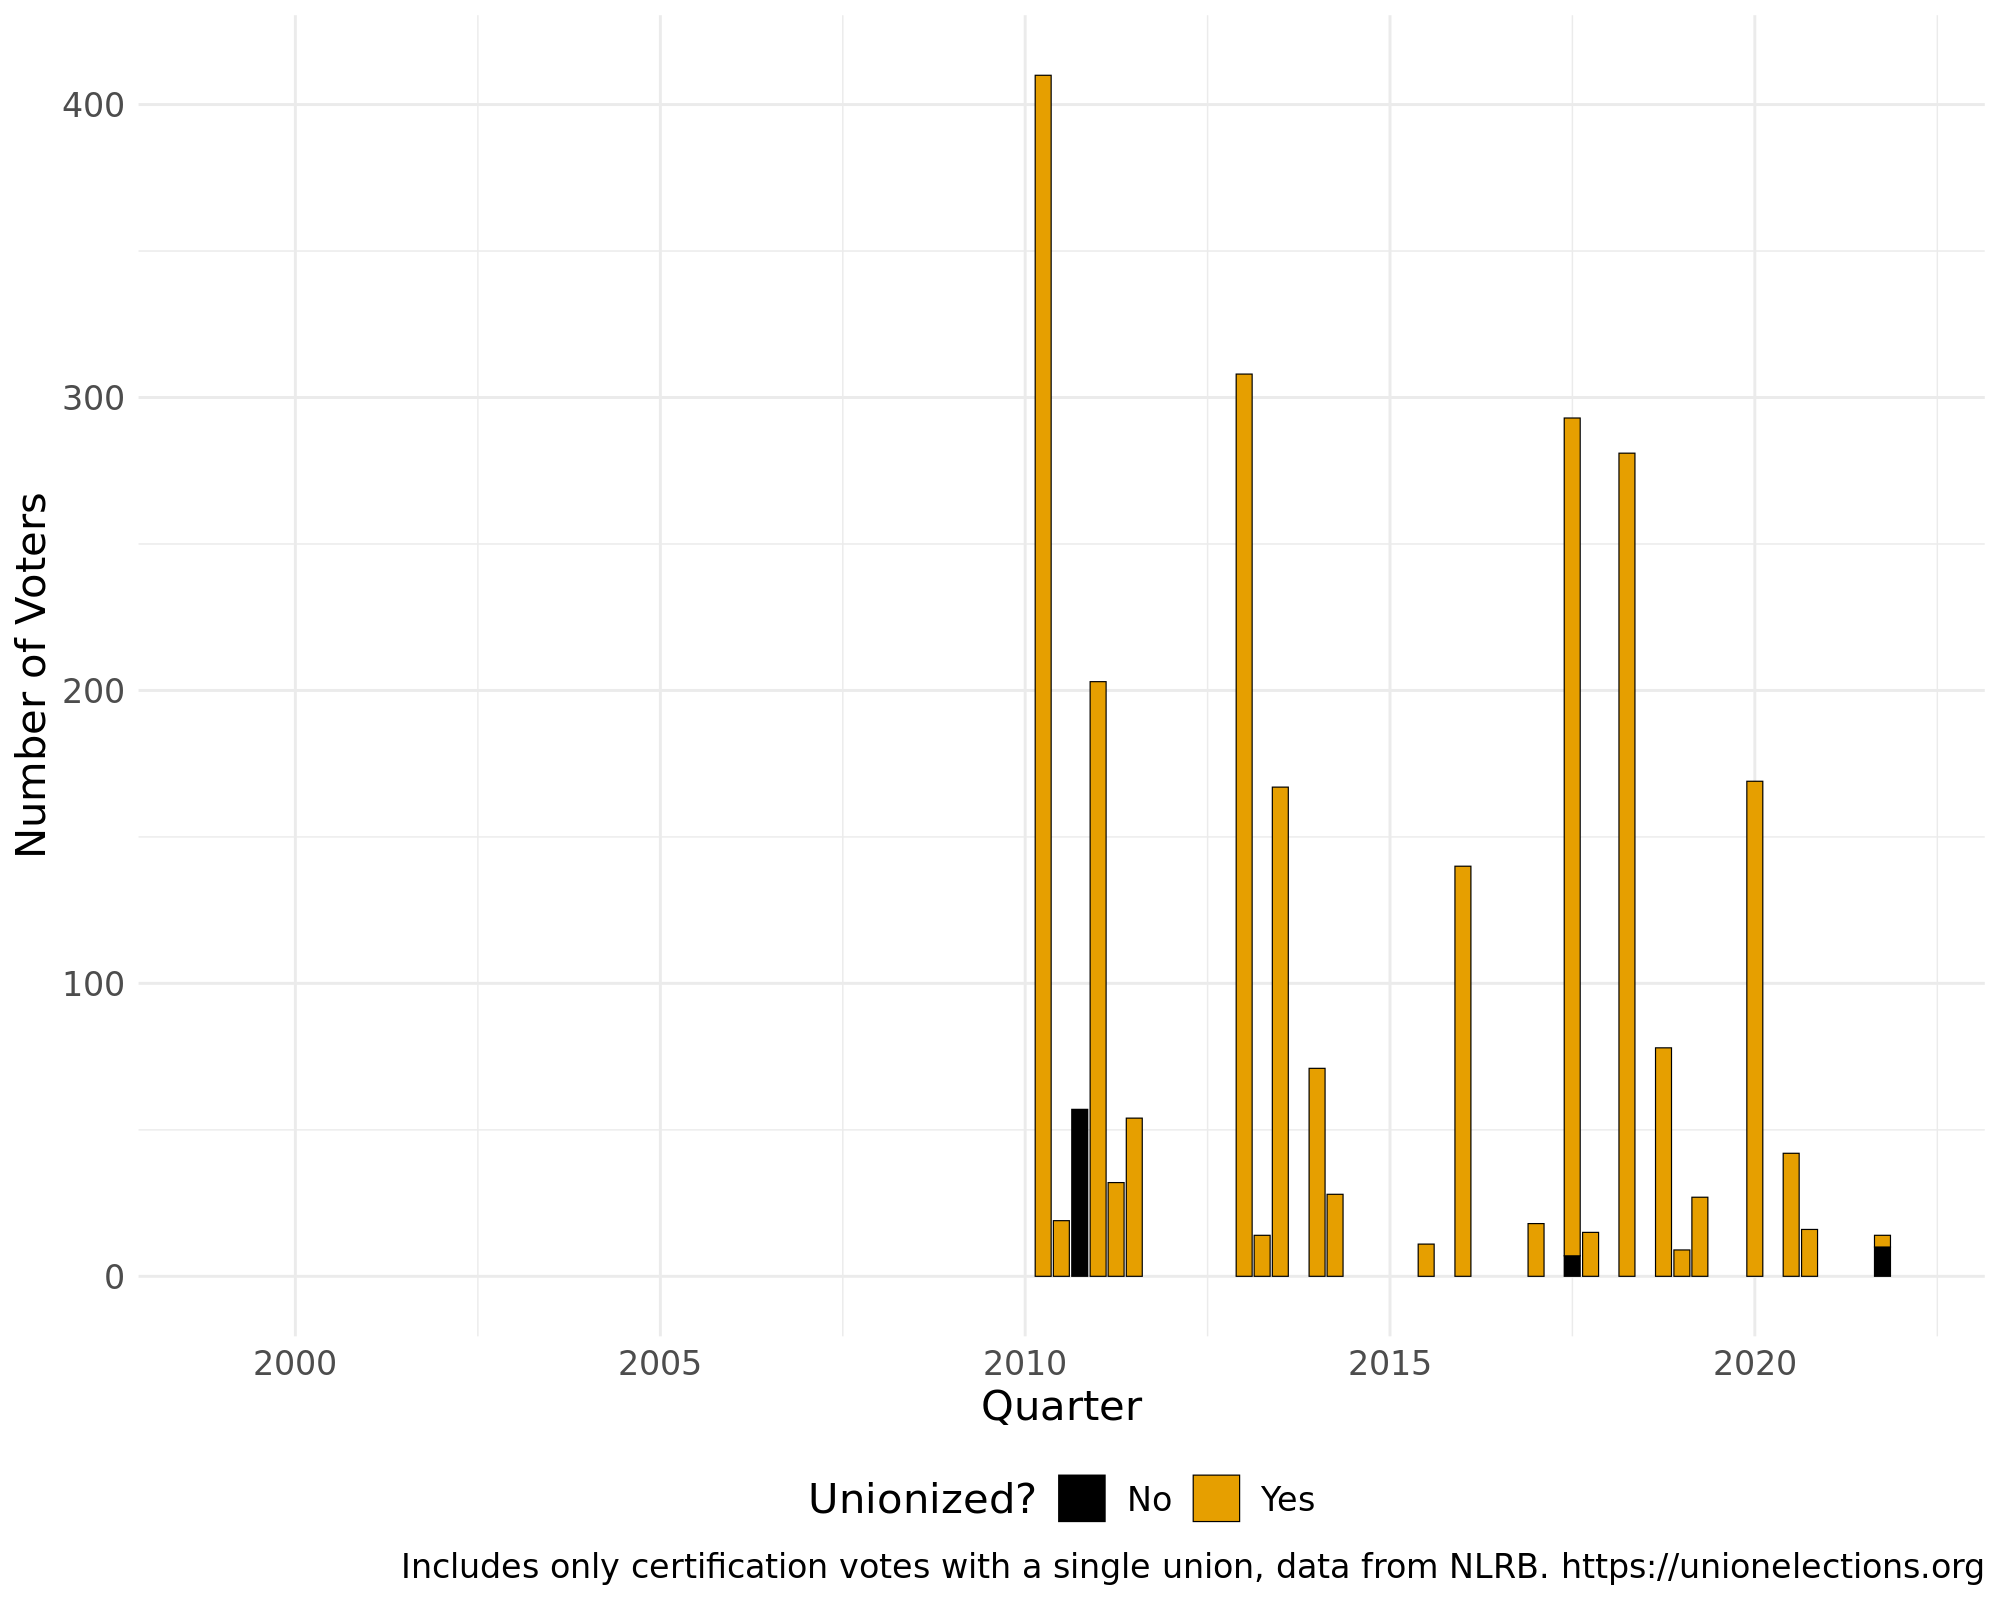 Number of Voters
400
300
200
100
0
2000 2005 2010 2015 2020
Quarter
Unionized? No Yes
Includes only certification votes with a single union, data from NLRB. https://unionelections.org